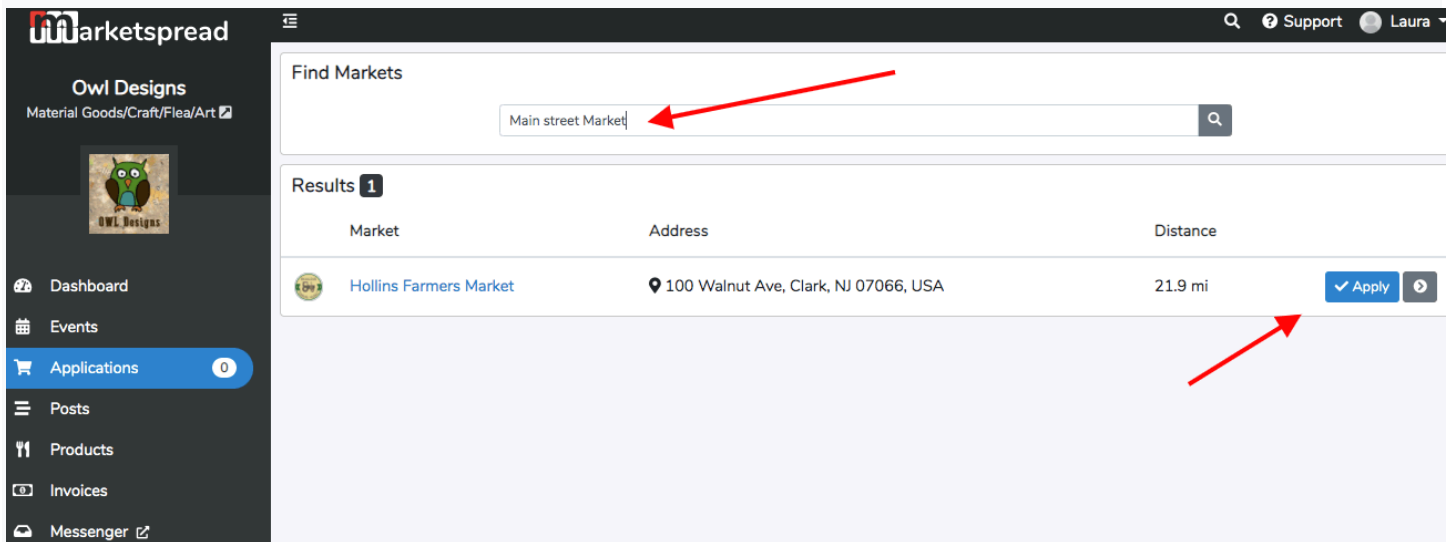 marketspread
Support Laura
Owl Designs
Material Goods/Craft/Flea/Art
OWL Designs
Dashboard
Events
Applications 0
Posts
Products
Invoices
Messenger
Find Markets
Main street Market
Results 1
Market Address Distance
Hollins Farmers Market 100 Walnut Ave, Clark, NJ 07066, USA 21.9 mi Apply